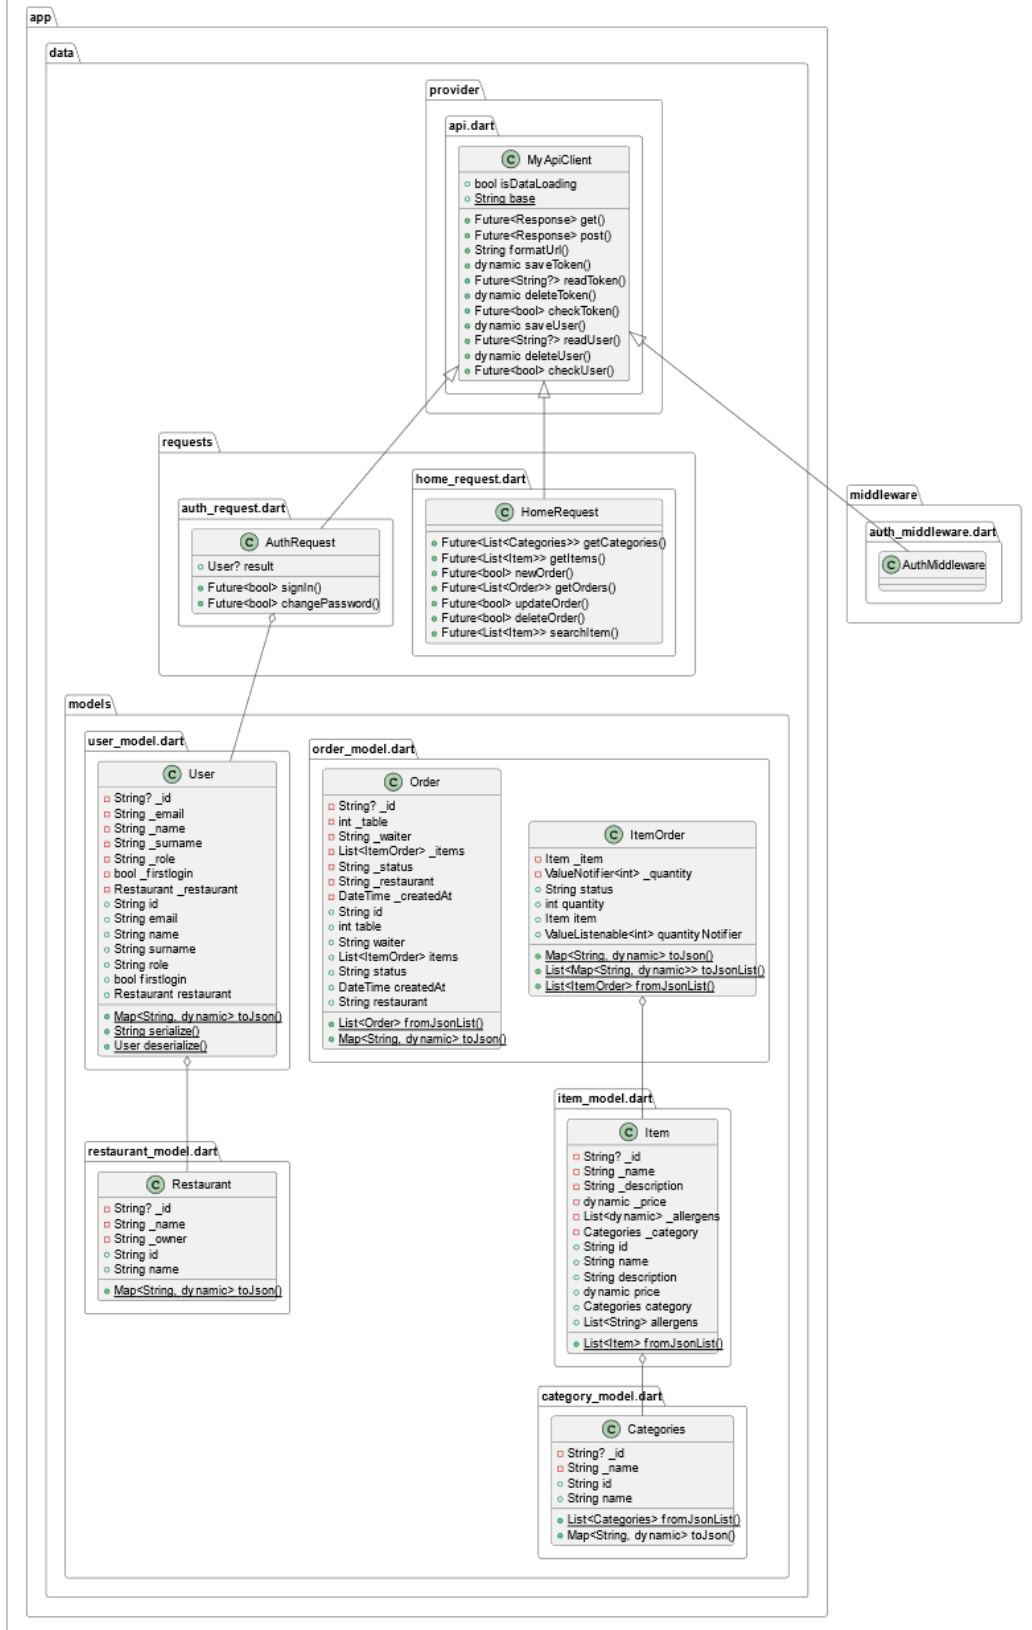 app
data
provider
api.dart
C MyApiClient
bool isDataLoading
String base
Future<Response> get()
Future<Response> post()
String formatUrl()
dynamic saveToken()
Future<String?> readToken()
dynamic deleteToken()
Future<bool> checkToken()
dynamic saveUser()
Future<String?> readUser()
dynamic deleteUser()
Future<bool> checkUser()
requests
auth_request.dart
C AuthRequest
User? result
Future<bool> signIn()
Future<bool> changePassword()
home_request.dart
C HomeRequest
Future<List<Categories>> getCategories()
Future<List<Item>> getItems()
Future<bool> newOrder()
Future<List<Order>> getOrders()
Future<bool> updateOrder()
Future<bool> deleteOrder()
Future<List<Item>> searchItem()
middleware
auth_middleware.dart
C AuthMiddleware
models
user_model.dart
C User
String? _id
String _email
String _name
String _surname
String _role
bool _firstlogin
Restaurant _restaurant
String id
String email
String name
String surname
String role
bool firstlogin
Restaurant restaurant
Map<String, dynamic> toJson()
String serialize()
User deserialize()
order_model.dart
C Order
String? _id
int _table
String _waiter
List<ItemOrder> _items
String _status
String _restaurant
DateTime _createdAt
String id
int table
String waiter
List<ItemOrder> items
String status
DateTime createdAt
String restaurant
List<Order> fromJsonList()
Map<String, dynamic> toJson()
C ItemOrder
Item _item
ValueNotifier<int> _quantity
String status
int quantity
Item item
ValueListenable<int> quantityNotifier
Map<String, dynamic> toJson()
List<Map<String, dynamic>> toJsonList()
List<ItemOrder> fromJsonList()
restaurant_model.dart
C Restaurant
String? _id
String _name
String _owner
String id
String name
Map<String, dynamic> toJson()
item_model.dart
C Item
String? _id
String _name
String _description
dynamic _price
List<dynamic> _allergens
Categories _category
String id
String name
String description
dynamic price
Categories category
List<String> allergens
List<Item> fromJsonList()
category_model.dart
C Categories
String? _id
String _name
String id
String name
List<Categories> fromJsonList()
Map<String, dynamic> toJson()